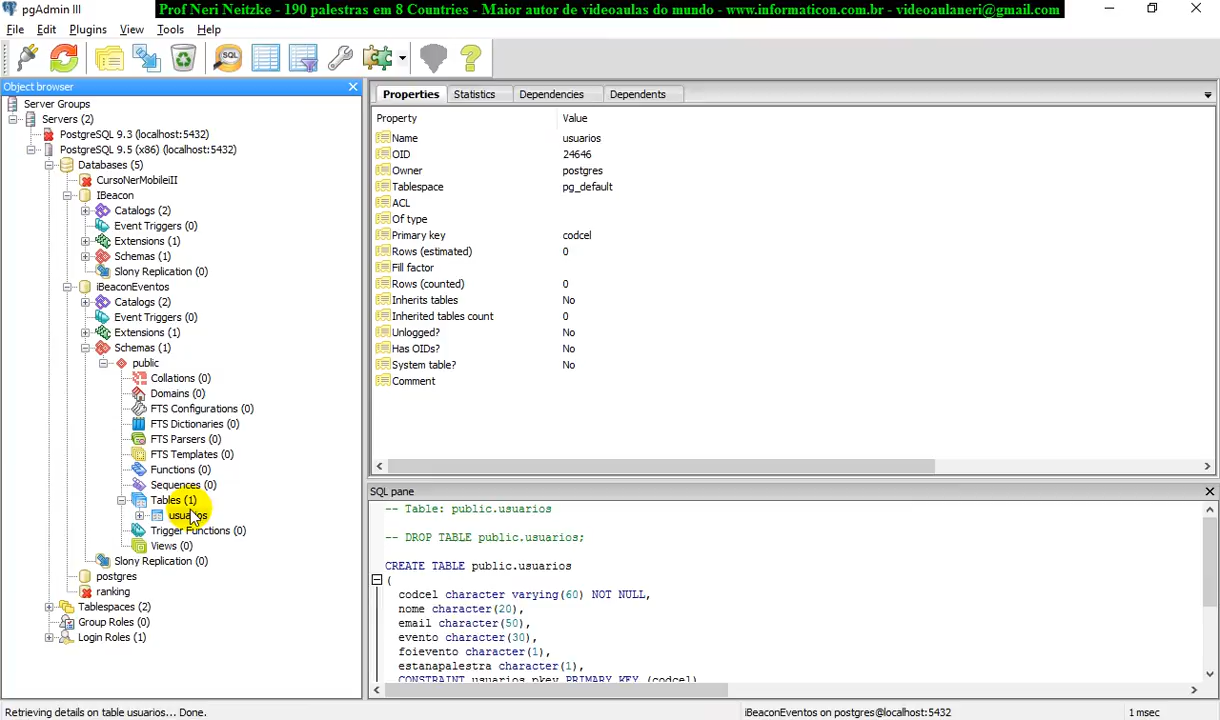 pgAdmin III
Prof Neri Neitzke - 190 palestras em 8 Countries - Maior autor de videoaulas do mundo - www.informaticon.com.br - videoaulaneri@gmail.com
File Edit Plugins View Tools Help
SQL
Object browser
Server Groups
Servers (2)
PostgreSQL 9.3 (localhost:5432)
PostgreSQL 9.5 (x86) (localhost:5432)
Databases (5)
CursoNerMobileII
IBeacon
Catalogs (2)
Event Triggers (0)
Extensions (1)
Schemas (1)
Slony Replication (0)
iBeaconEventos
Catalogs (2)
Event Triggers (0)
Extensions (1)
Schemas (1)
public
Collations (0)
Domains (0)
FTS Configurations (0)
FTS Dictionaries (0)
FTS Parsers (0)
FTS Templates (0)
Functions (0)
Sequences (0)
Tables (1)
usuarios
Trigger Functions (0)
Views (0)
Slony Replication (0)
postgres
ranking
Tablespaces (2)
Group Roles (0)
Login Roles (1)
Properties Statistics Dependencies Dependents
Property Value
Name usuarios
OID 24646
Owner postgres
Tablespace pg_default
ACL
Of type
Primary key codcel
Rows (estimated) 0
Fill factor
Rows (counted) 0
Inherits tables No
Inherited tables count 0
Unlogged? No
Has OIDs? No
System table? No
Comment
SQL pane
-- Table: public.usuarios
-- DROP TABLE public.usuarios;
CREATE TABLE public.usuarios
(
codcel character varying(60) NOT NULL,
nome character(20),
email character(50),
evento character(30),
foievento character(1),
estanapalestra character(1),
CONSTRAINT usuarios_pkey PRIMARY KEY (codcel)
Retrieving details on table usuarios... Done.
iBeaconEventos on postgres@localhost:5432
1 msec